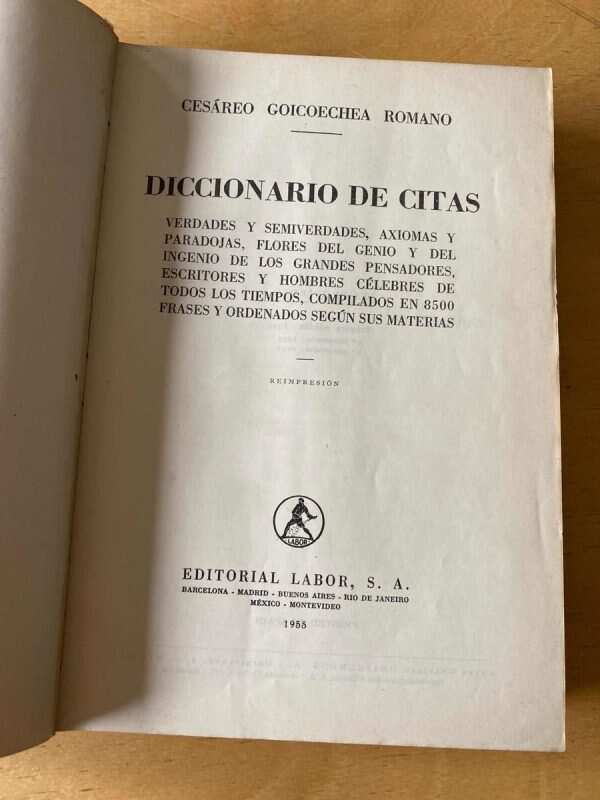 CESÁREO GOICOECHEA ROMANO
DICCIONARIO DE CITAS
VERDADES Y SEMIVERDADES, AXIOMAS Y
PARADOJAS, FLORES DEL GENIO Y DEL
INGENIO DE LOS GRANDES PENSADORES,
ESCRITORES Y HOMBRES CÉLEBRES DE
TODOS LOS TIEMPOS, COMPILADOS EN 8500
FRASES Y ORDENADOS SEGÚN SUS MATERIAS
REIMPRESIÓN
LABOR
EDITORIAL LABOR, S. A.
BARCELONA - MADRID - BUENOS AIRES - RIO DE JANEIRO
MÉXICO - MONTEVIDEO
1955